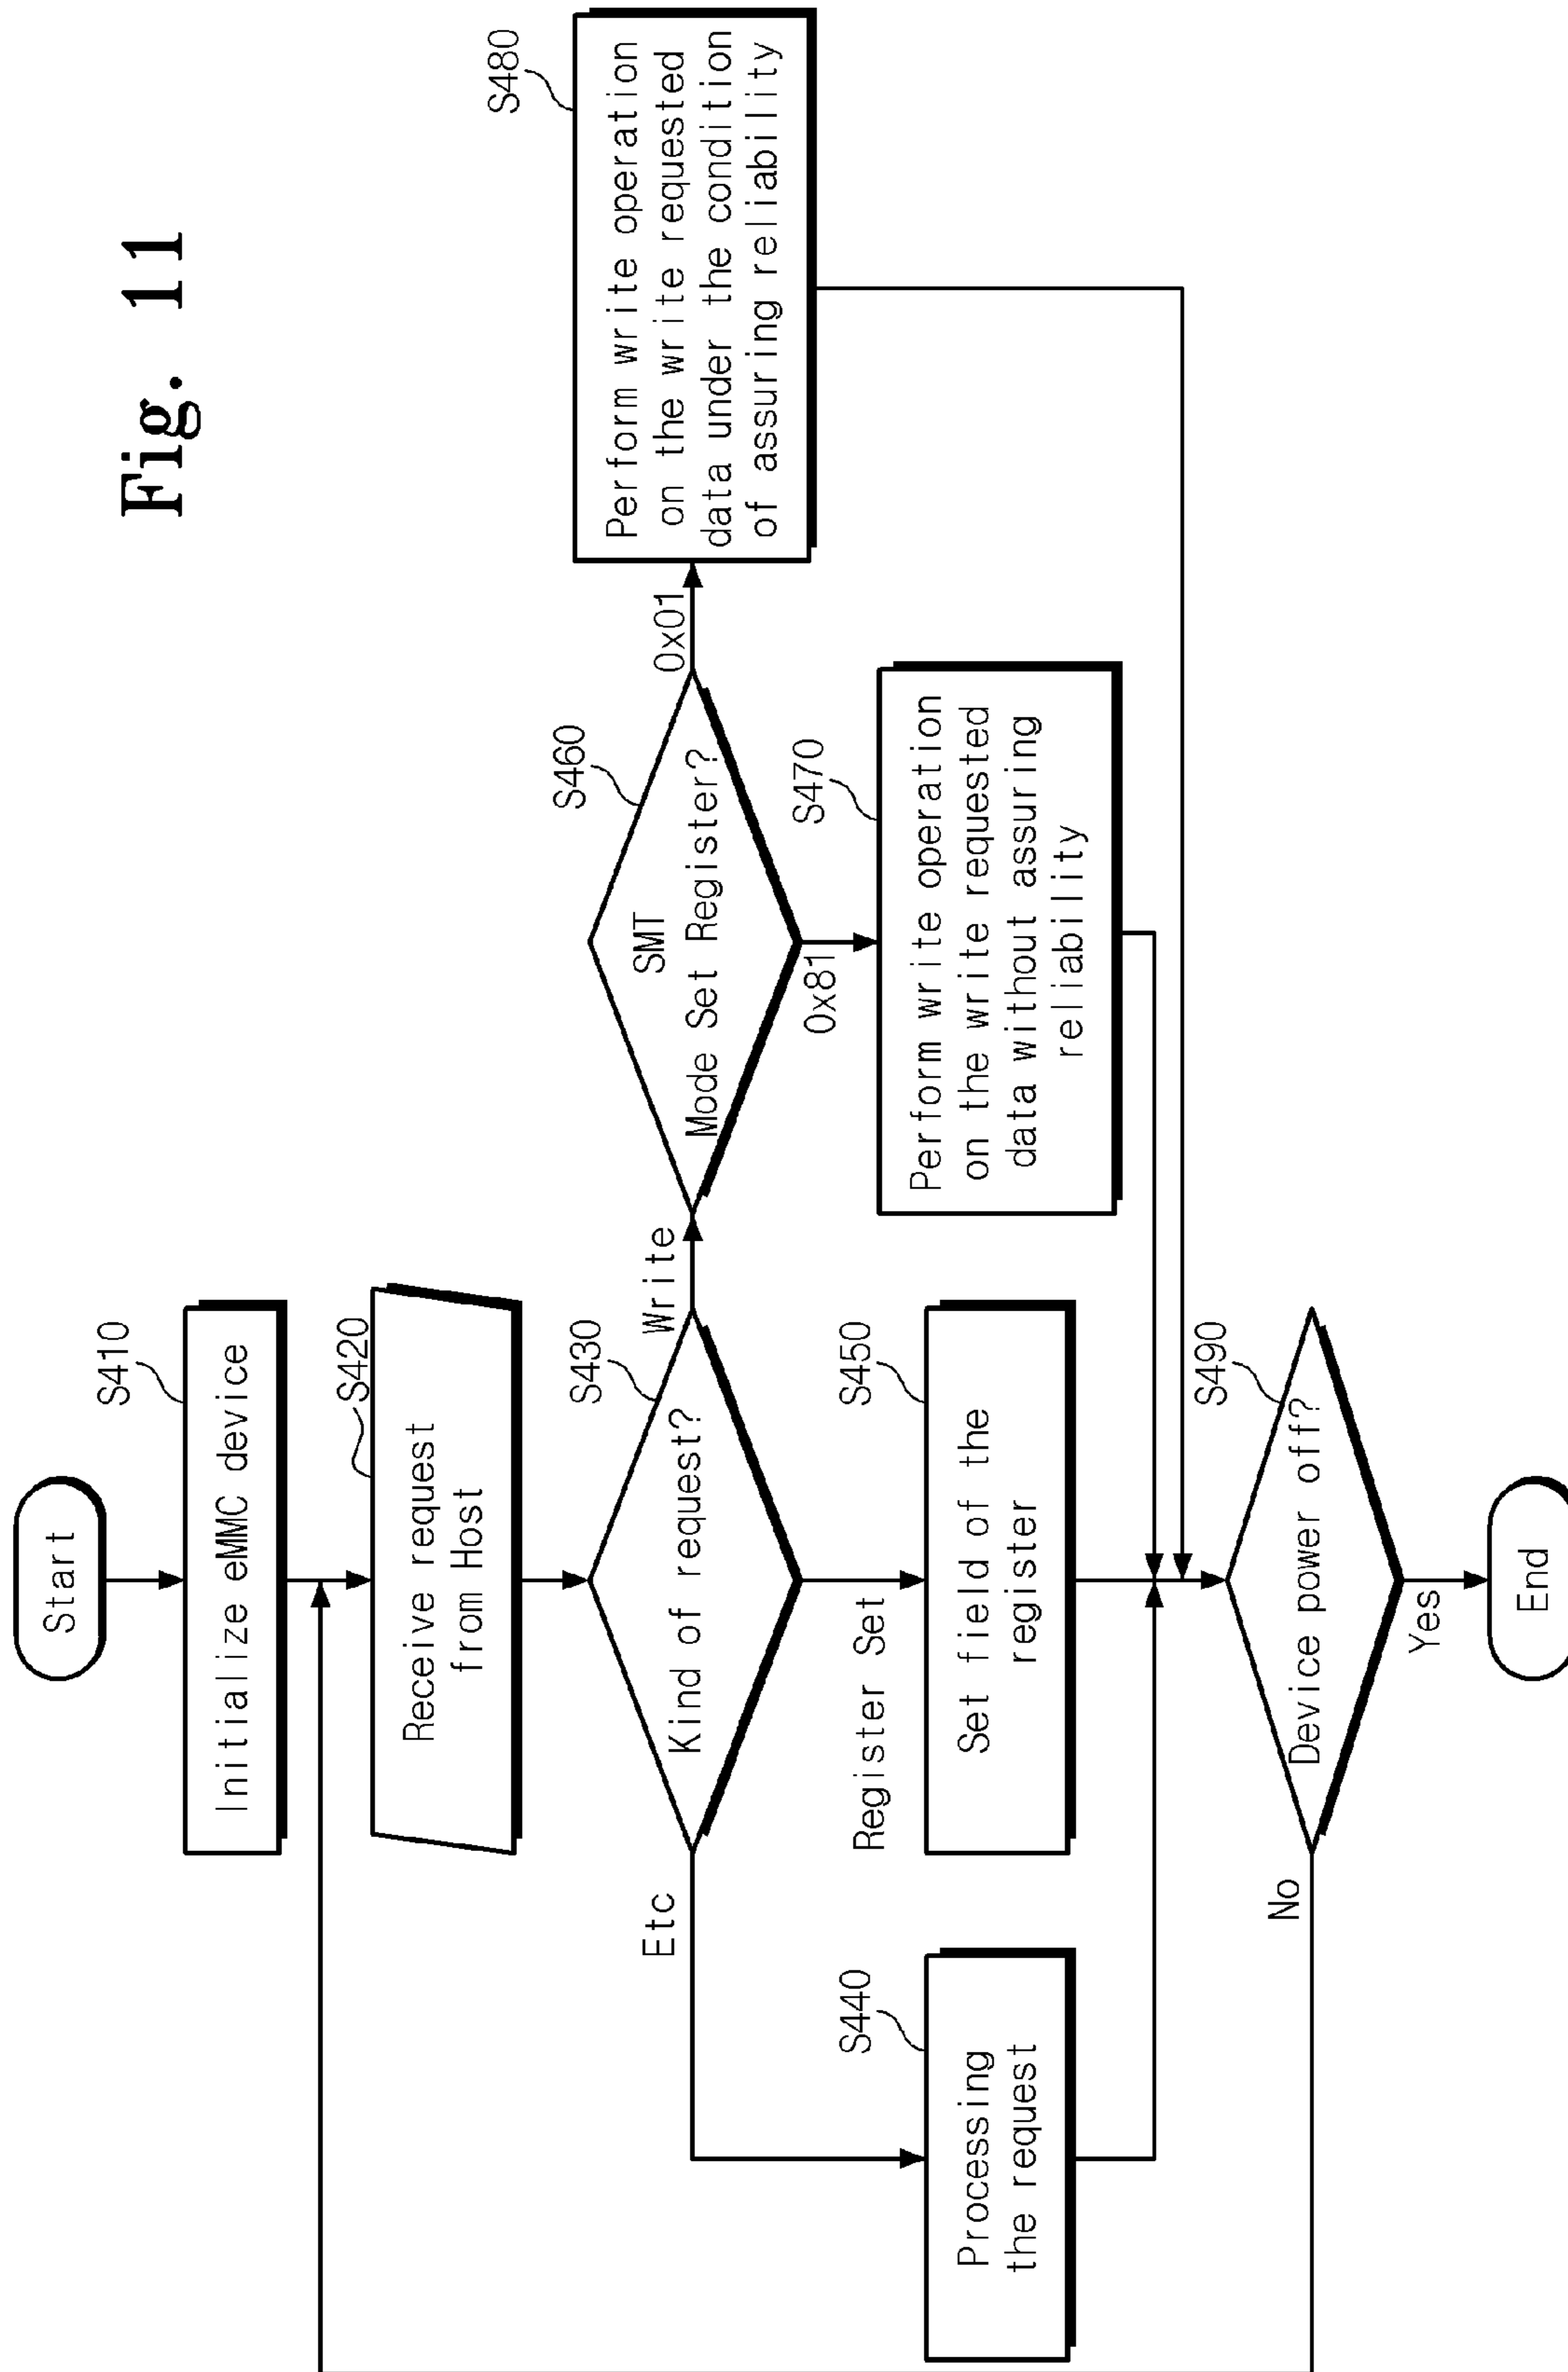 Fig. 11
Start
S410
Initialize eMMC device
S420
Receive request
from Host
S430
Kind of request?
Etc
Register Set
Write
S440
Processing
the request
S450
Set field of the
register
S460
SMT
Mode Set Register?
0x81
0x01
S470
Perform write operation
on the write requested
data without assuring
reliability
S480
Perform write operation
on the write requested
data under the condition
of assuring reliability
S490
Device power off?
No
Yes
End